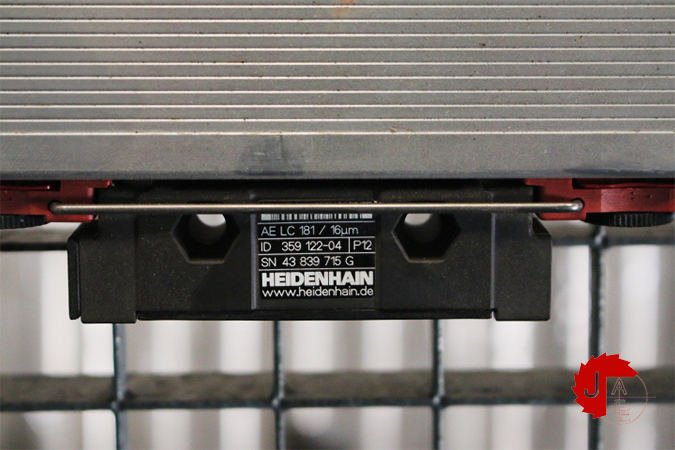 AE LC 181 / 16µm
ID 359 122-04 P12
SN 43 839 715 G
HEIDENHAIN
www.heidenhain.de
J